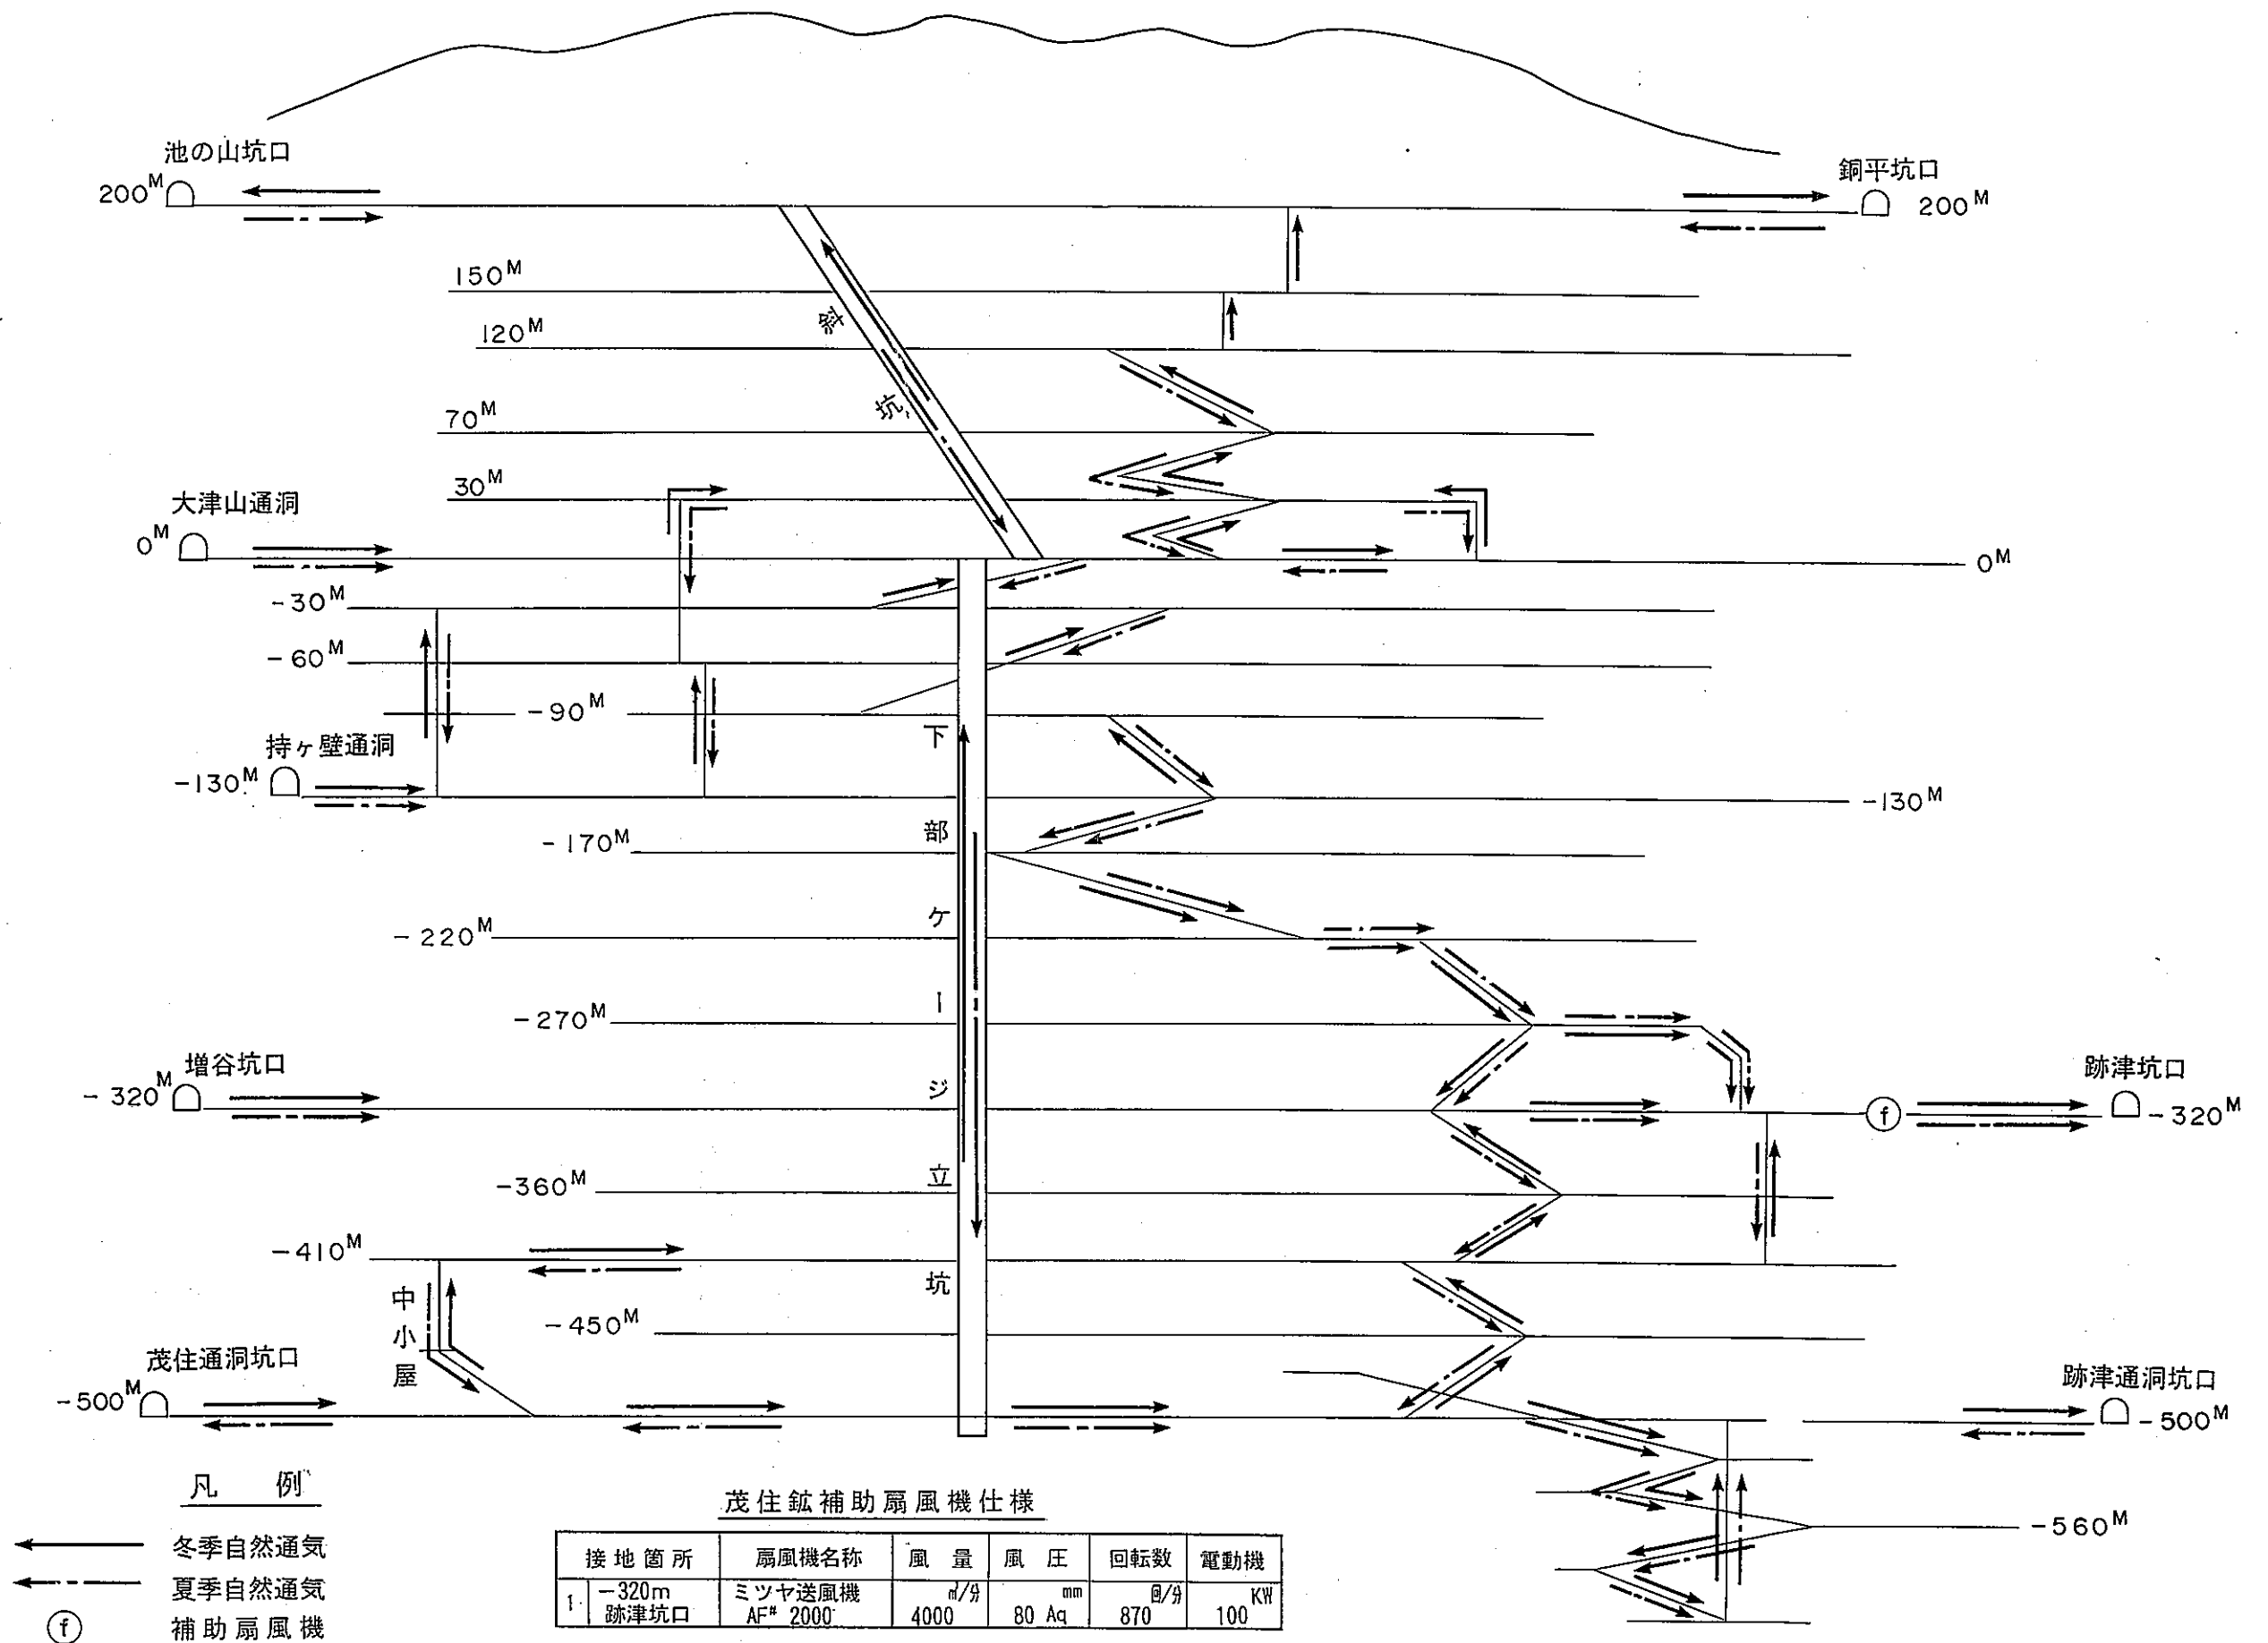 池の山坑口
200M
銅平坑口
200M
150M
120M
斜坑
70M
30M
大津山通洞
0M
0M
-30M
-60M
-90M
持ヶ壁通洞
-130M
-130M
-170M
-220M
-270M
下部ケージ立坑
増谷坑口
-320M
跡津坑口
f
-320M
-360M
-410M
中小屋
-450M
茂住通洞坑口
-500M
跡津通洞坑口
-500M
-560M
凡 例
冬季自然通気
夏季自然通気
f 補助扇風機
茂住鉱補助扇風機仕様
接地箇所 扇風機名称 風量 風圧 回転数 電動機
1 -320m 跡津坑口 ミツヤ送風機 AF# 2000 ㎥/分 4000 mm 80 Aq 回/分 870 KW 100